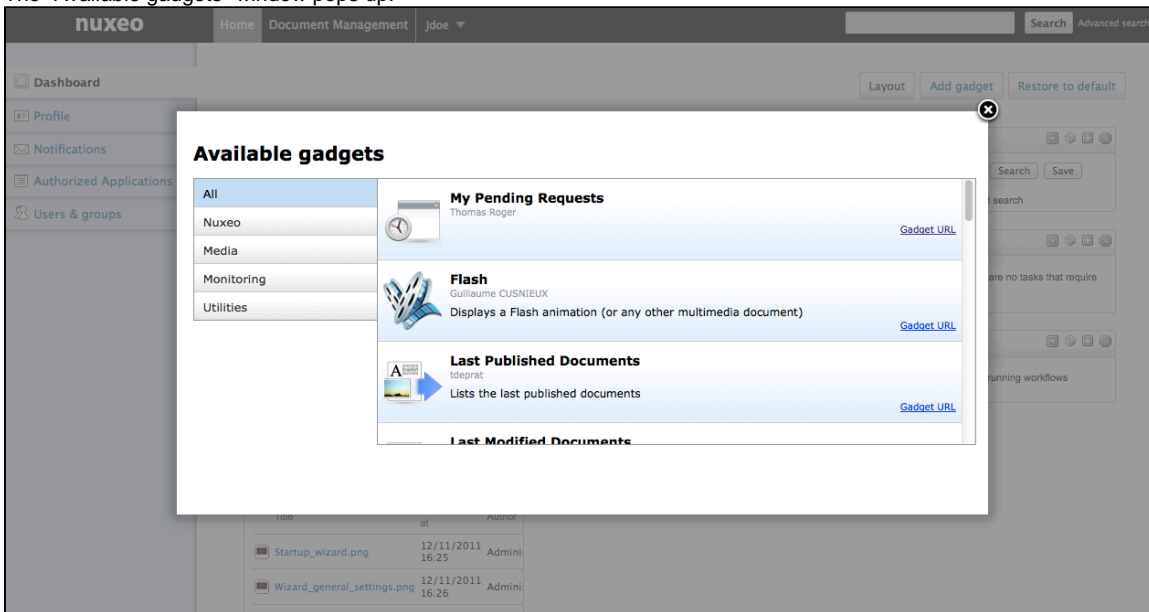 The "Available gadgets" window pops up.
nuxeo Home Document Management jdoe Search Advanced search
Dashboard
Layout Add gadget Restore to default
Profile
Notifications
Authorized Applications
Users & groups
Search Save
search
are no tasks that require
running workflows
Available gadgets
All
Nuxeo
Media
Monitoring
Utilities
My Pending Requests
Thomas Roger
Gadget URL
Flash
Guillaume CUSNIEUX
Displays a Flash animation (or any other multimedia document)
Gadget URL
Last Published Documents
tdeprat
Lists the last published documents
Gadget URL
Last Modified Documents
at Author
Startup_wizard.png 12/11/2011 16:25 Admini
Wizard_general_settings.png 12/11/2011 16:26 Admini